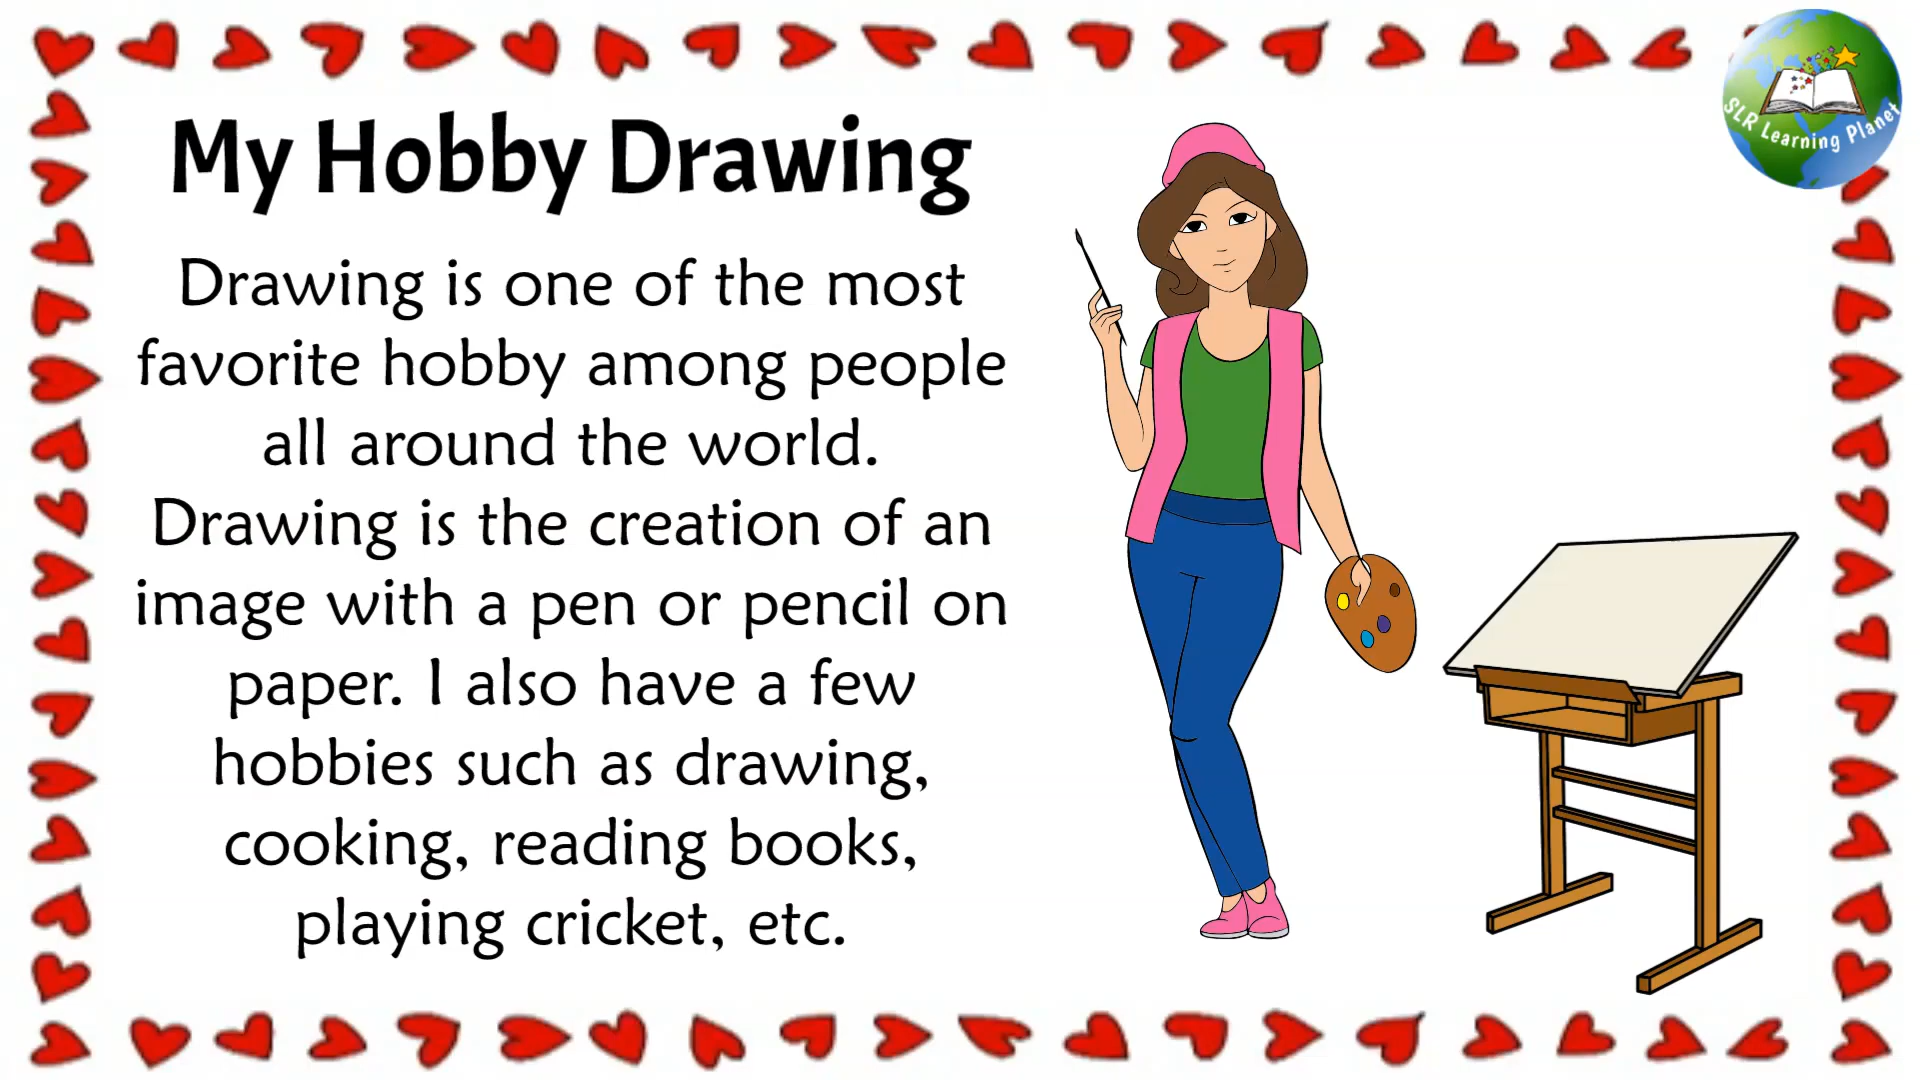 My Hobby Drawing
Drawing is one of the most
favorite hobby among people
all around the world.
Drawing is the creation of an
image with a pen or pencil on
paper. I also have a few
hobbies such as drawing,
cooking, reading books,
playing cricket, etc.
SLR Learning Planet